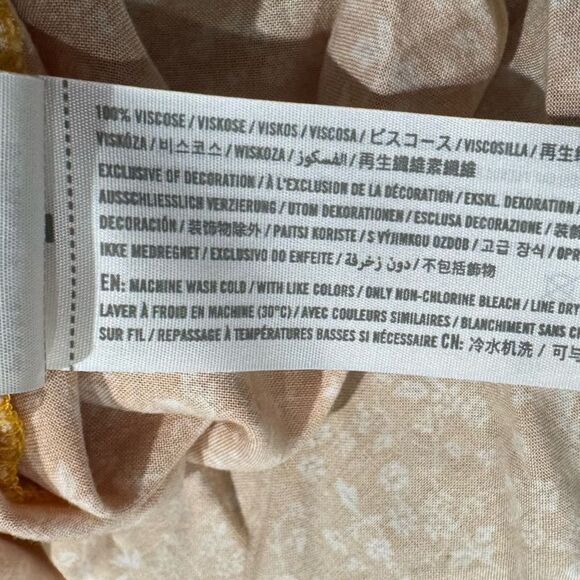 100% VISCOSE / VISKOSE / VISKOS / VISCOSA / ビスコース / VISCOSILLA / 再生
VISKÓZA / 비스코스 / WISKOZA / الفسكوز / 再生纖維素纖維
EXCLUSIVE OF DECORATION / À L'EXCLUSION DE LA DÉCORATION / EKSKL. DEKORATION /
AUSSCHLIESSLICH VERZIERUNG / UTOM DEKORATIONEN / ESCLUSA DECORAZIONE / 装飾
DECORACIÓN / 装饰物除外 / PAITSI KORISTE / S VÝJIMKOU OZDOB / 고급 장식 / OPR
IKKE MEDREGNET / EXCLUSIVO DO ENFEITE / دون زخرفة / 不包括飾物
EN: MACHINE WASH COLD / WITH LIKE COLORS / ONLY NON-CHLORINE BLEACH / LINE DRY
LAVER À FROID EN MACHINE (30°C) / AVEC COULEURS SIMILAIRES / BLANCHIMENT SANS C
SUR FIL / REPASSAGE À TEMPÉRATURES BASSES SI NÉCESSAIRE CN: 冷水机洗 / 可与